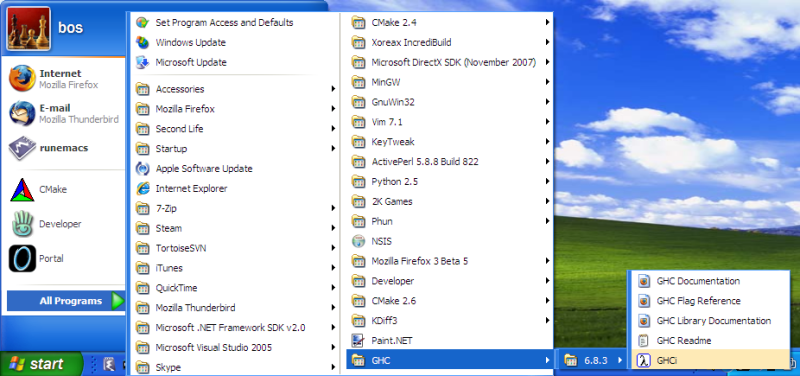 bos
Internet
Mozilla Firefox
E-mail
Mozilla Thunderbird
runemacs
CMake
Developer
Portal
All Programs
start
Set Program Access and Defaults
Windows Update
Microsoft Update
Accessories
Mozilla Firefox
Second Life
Startup
Apple Software Update
Internet Explorer
7-Zip
Steam
TortoiseSVN
iTunes
QuickTime
Mozilla Thunderbird
Microsoft .NET Framework SDK v2.0
Microsoft Visual Studio 2005
Skype
CMake 2.4
Xoreax IncrediBuild
Microsoft DirectX SDK (November 2007)
MinGW
GnuWin32
Vim 7.1
KeyTweak
ActivePerl 5.8.8 Build 822
Python 2.5
2K Games
Phun
NSIS
Mozilla Firefox 3 Beta 5
Developer
CMake 2.6
KDiff3
Paint.NET
GHC
6.8.3
GHC Documentation
GHC Flag Reference
GHC Library Documentation
GHC Readme
GHCi